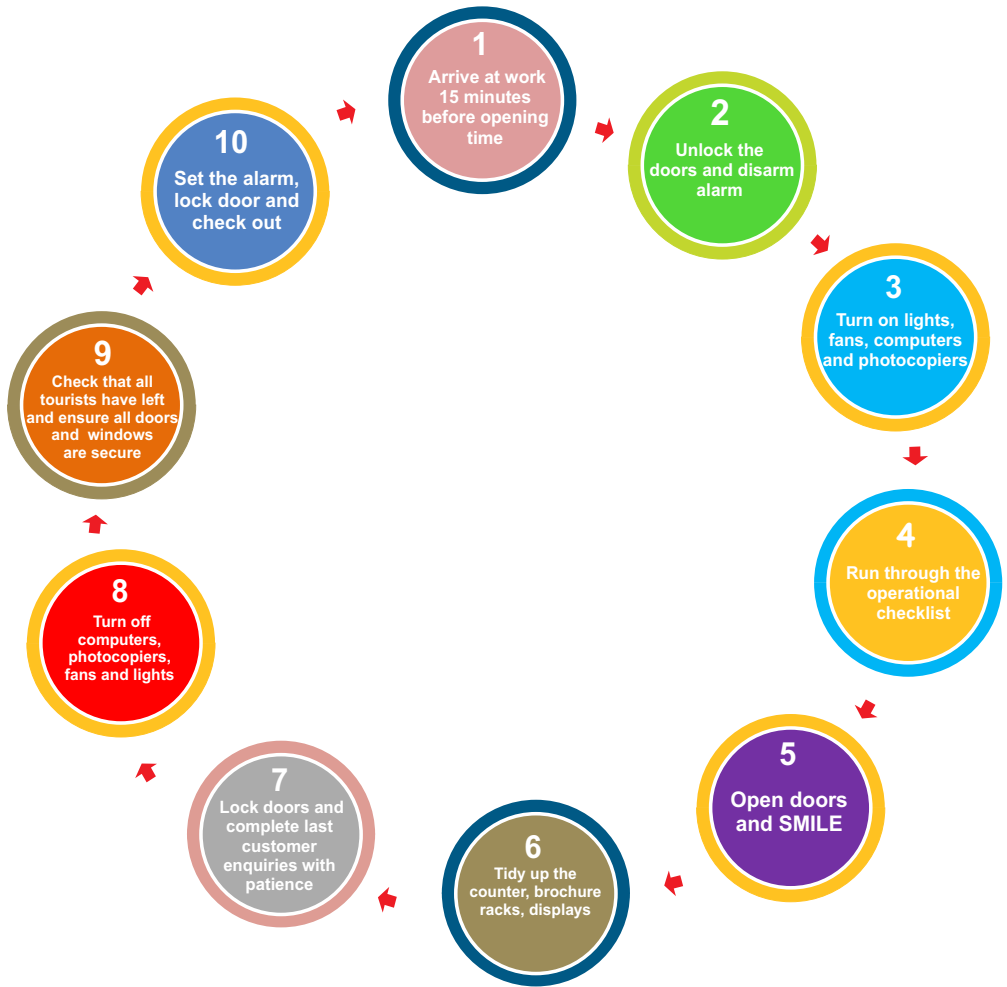 1
Arrive at work
15 minutes
before opening
time
2
Unlock the
doors and disarm
alarm
3
Turn on lights,
fans, computers
and photocopiers
4
Run through the
operational
checklist
5
Open doors
and SMILE
6
Tidy up the
counter, brochure
racks, displays
7
Lock doors and
complete last
customer
enquiries with
patience
8
Turn off
computers,
photocopiers,
fans and lights
9
Check that all
tourists have left
and ensure all doors
and windows
are secure
10
Set the alarm,
lock door and
check out